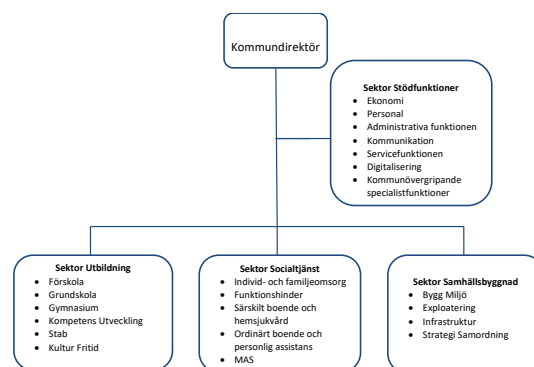 Kommundirektör
Sektor Stödfunktioner
• Ekonomi
• Personal
• Administrativa funktionen
• Kommunikation
• Servicefunktionen
• Digitalisering
• Kommunövergripande
specialistfunktioner
Sektor Utbildning
• Förskola
• Grundskola
• Gymnasium
• Kompetens Utveckling
• Stab
• Kultur Fritid
Sektor Socialtjänst
• Individ- och familjeomsorg
• Funktionshinder
• Särskilt boende och
hemsjukvård
• Ordinärt boende och
personlig assistans
• MAS
Sektor Samhällsbyggnad
• Bygg Miljö
• Exploatering
• Infrastruktur
• Strategi Samordning